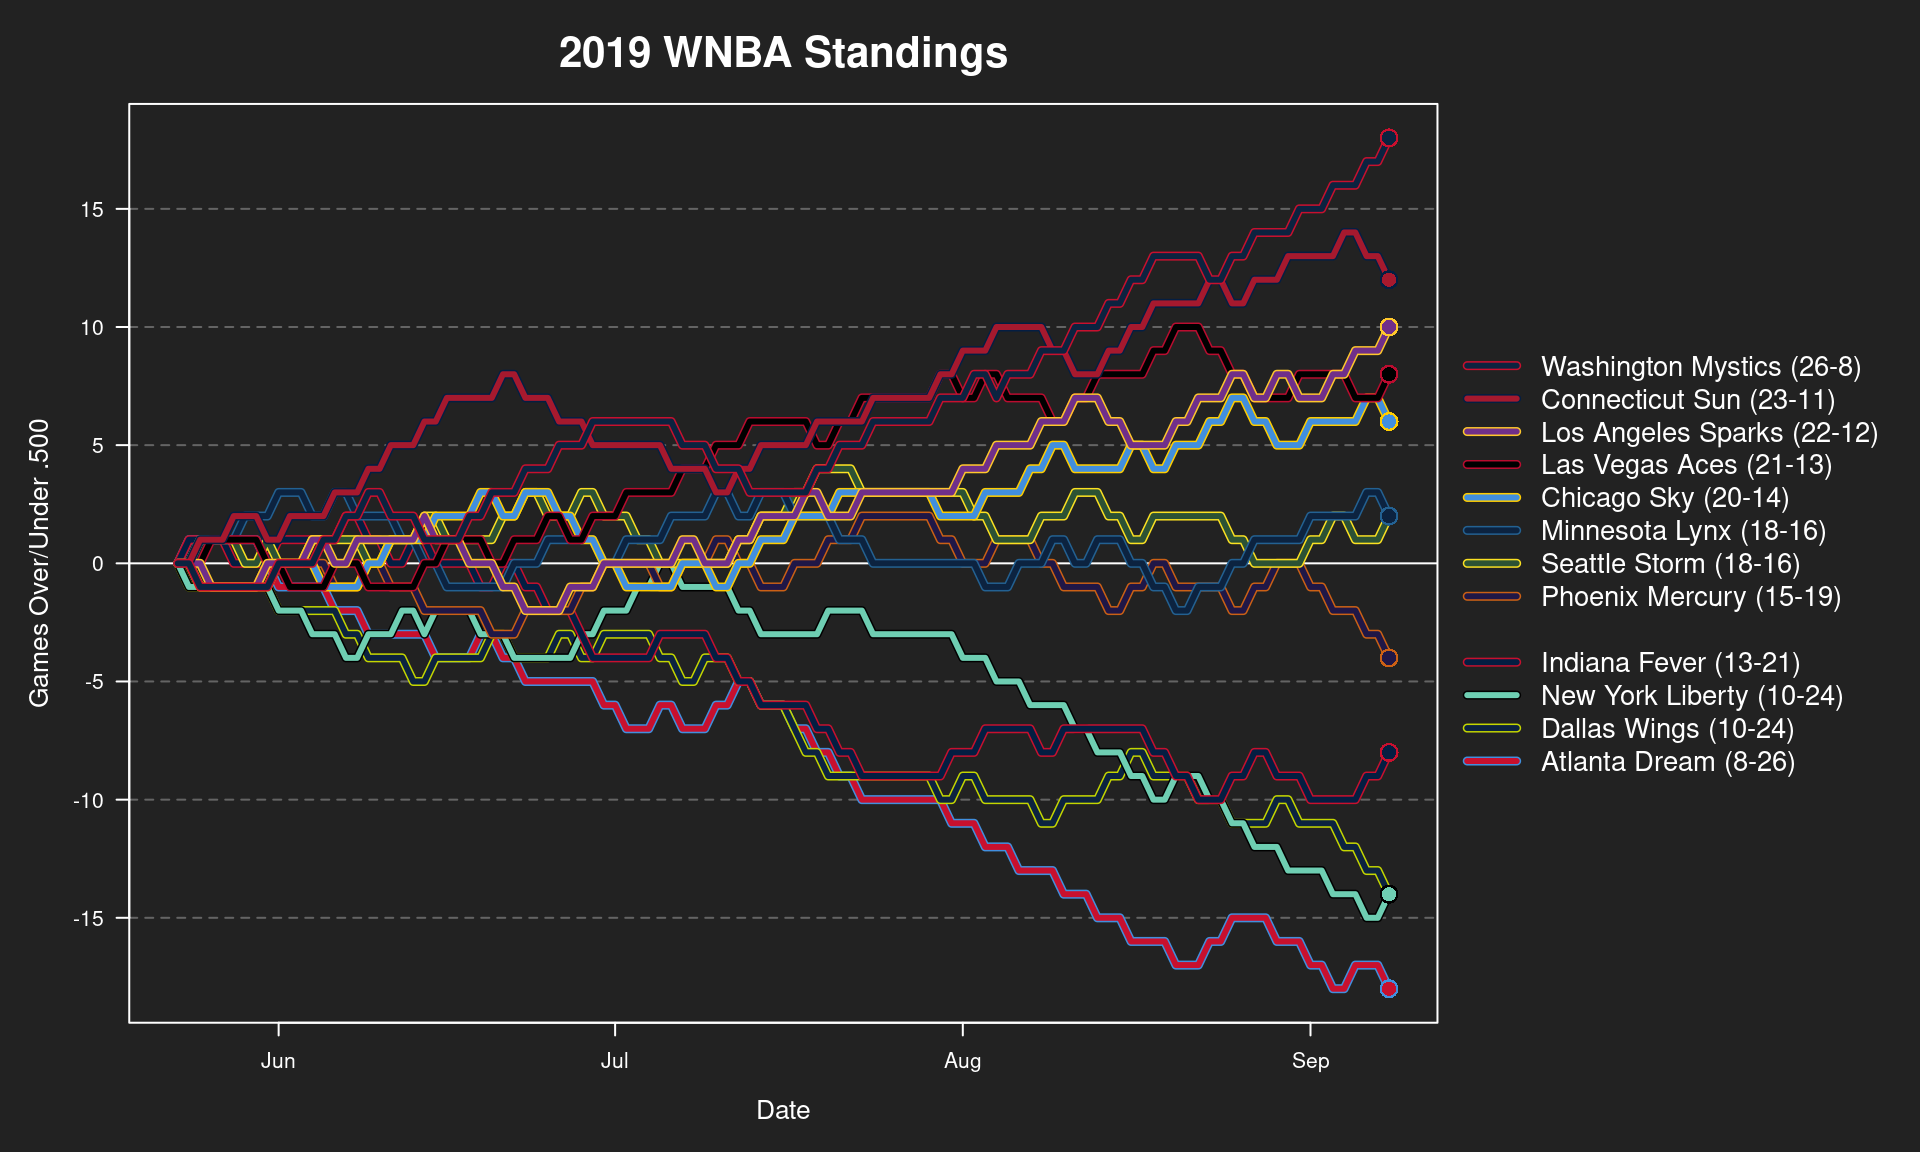 2019 WNBA Standings
Games Over/Under .500
15
10
5
0
-5
-10
-15
Jun
Jul
Aug
Sep
Date
Washington Mystics (26-8)
Connecticut Sun (23-11)
Los Angeles Sparks (22-12)
Las Vegas Aces (21-13)
Chicago Sky (20-14)
Minnesota Lynx (18-16)
Seattle Storm (18-16)
Phoenix Mercury (15-19)
Indiana Fever (13-21)
New York Liberty (10-24)
Dallas Wings (10-24)
Atlanta Dream (8-26)